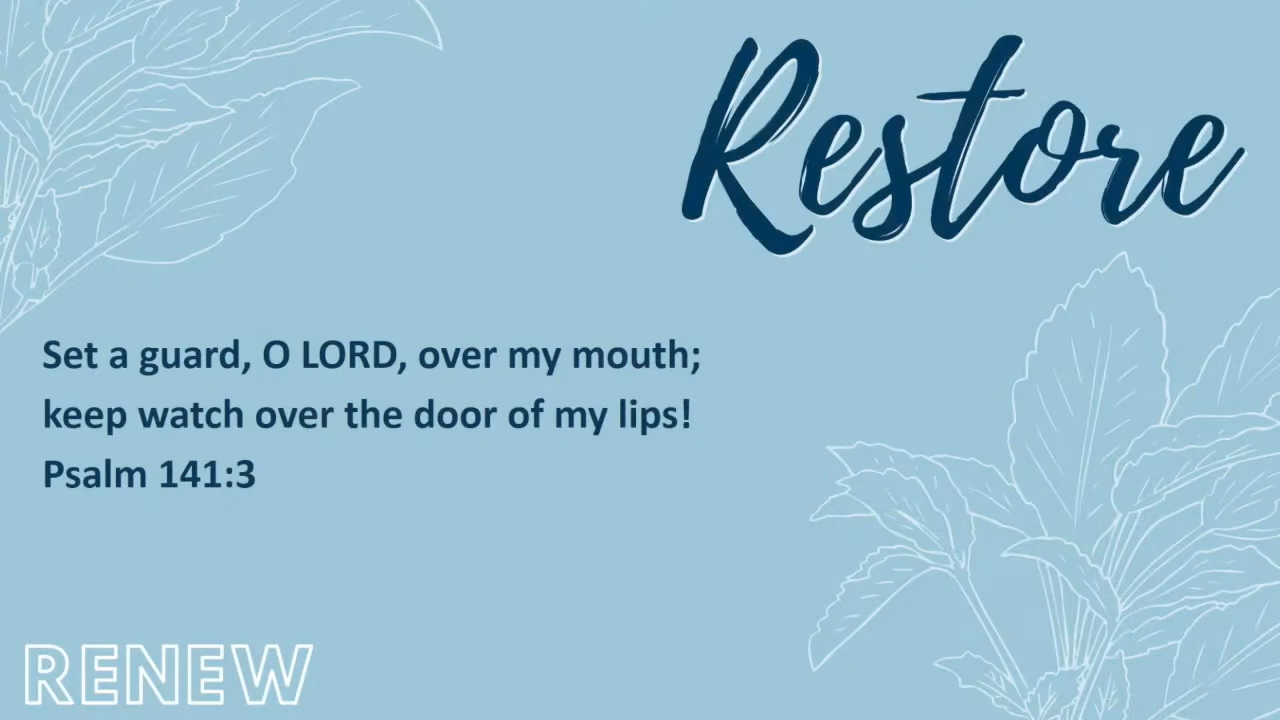 Restore
Set a guard, O LORD, over my mouth;
keep watch over the door of my lips!
Psalm 141:3
RENEW